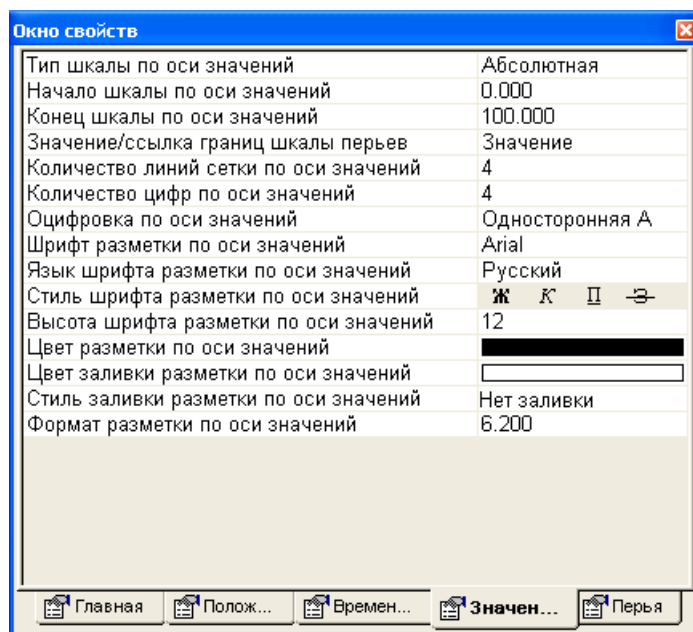 Окно свойств
Тип шкалы по оси значений Абсолютная
Начало шкалы по оси значений 0.000
Конец шкалы по оси значений 100.000
Значение/ссылка границ шкалы перьев Значение
Количество линий сетки по оси значений 4
Количество цифр по оси значений 4
Оцифровка по оси значений Односторонняя А
Шрифт разметки по оси значений Arial
Язык шрифта разметки по оси значений Русский
Стиль шрифта разметки по оси значений Ж К П З
Высота шрифта разметки по оси значений 12
Цвет разметки по оси значений
Цвет заливки разметки по оси значений
Стиль заливки разметки по оси значений Нет заливки
Формат разметки по оси значений 6.200
Главная Полож... Времен... Значен... Перья